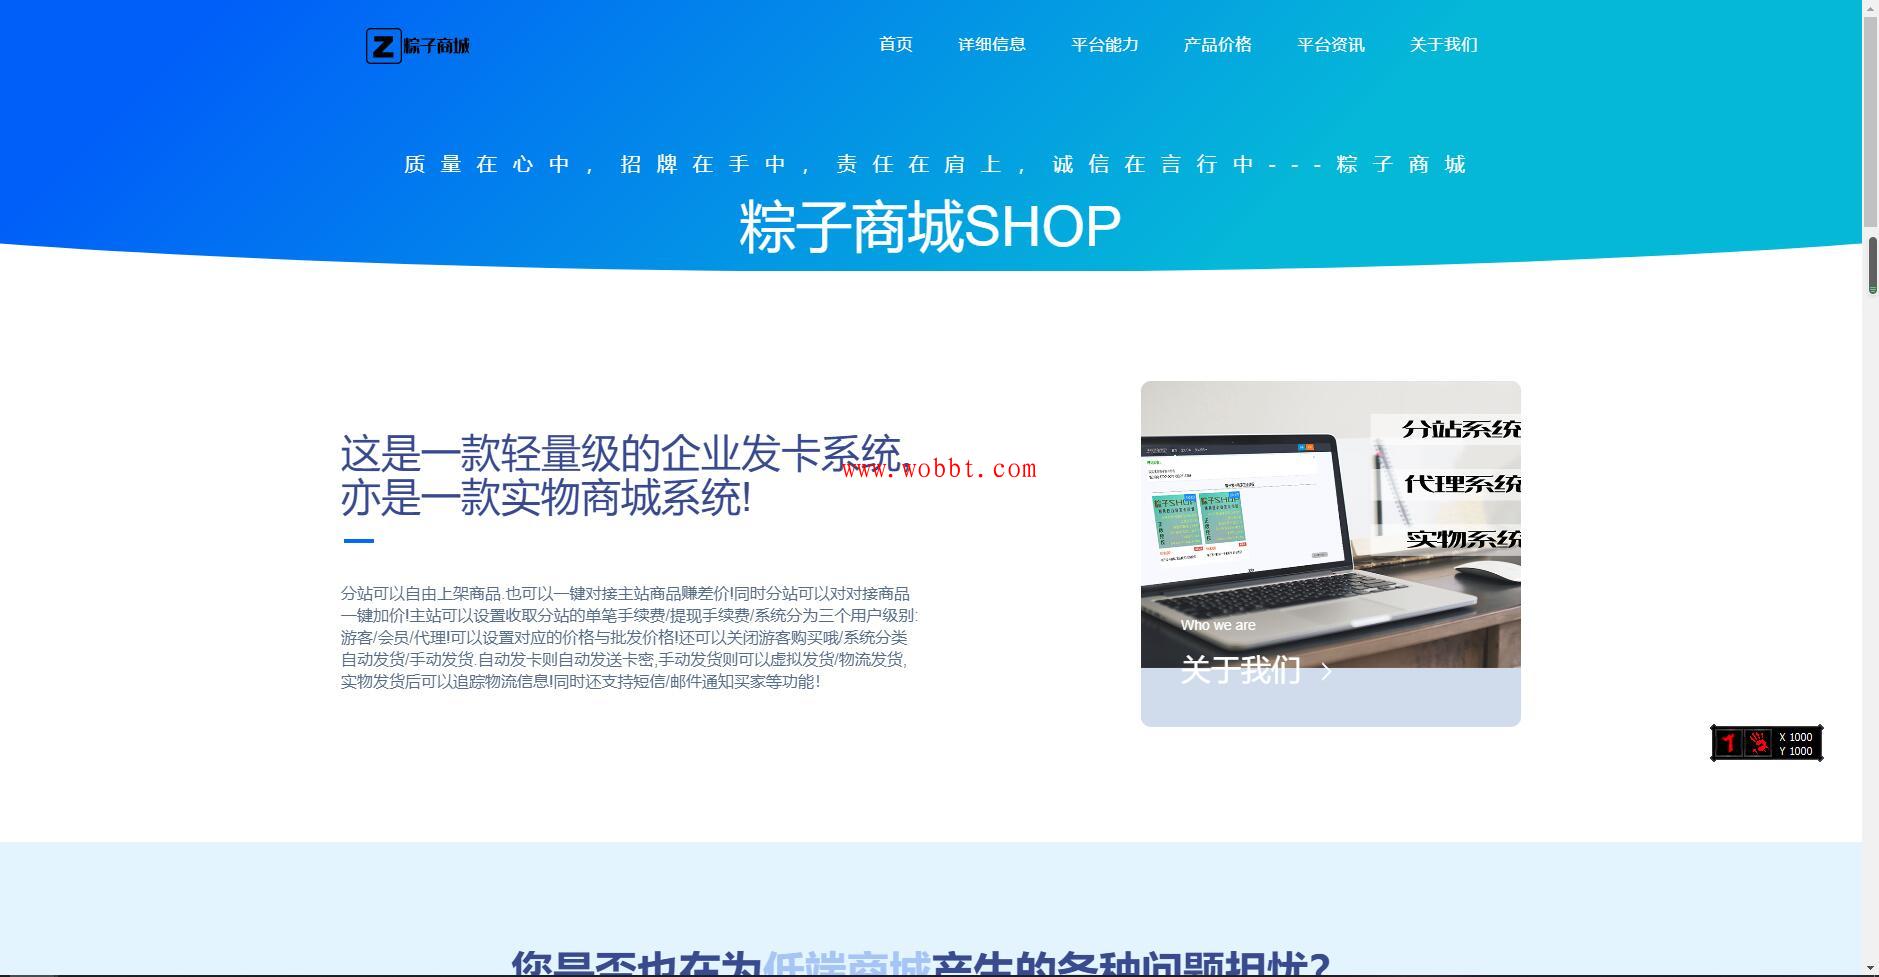 Z 粽子商城
首页 详细信息 平台能力 产品价格 平台资讯 关于我们
质量在心中，招牌在手中，责任在肩上，诚信在言行中---粽子商城
粽子商城SHOP
这是一款轻量级的企业发卡系统,
亦是一款实物商城系统!
www.wobbt.com
分站可以自由上架商品.也可以一键对接主站商品赚差价!同时分站可以对对接商品
一键加价!主站可以设置收取分站的单笔手续费/提现手续费/系统分为三个用户级别:
游客/会员/代理!可以设置对应的价格与批发价格!还可以关闭游客购买哦/系统分类
自动发货/手动发货.自动发卡则自动发送卡密,手动发货则可以虚拟发货/物流发货,
实物发货后可以追踪物流信息!同时还支持短信/邮件通知买家等功能!
分站系统
代理系统
实物系统
粽子SHOP 粽子SHOP
Who we are
关于我们
X 1000
Y 1000
您是否也在为低端商城产生的各种问题担忧?